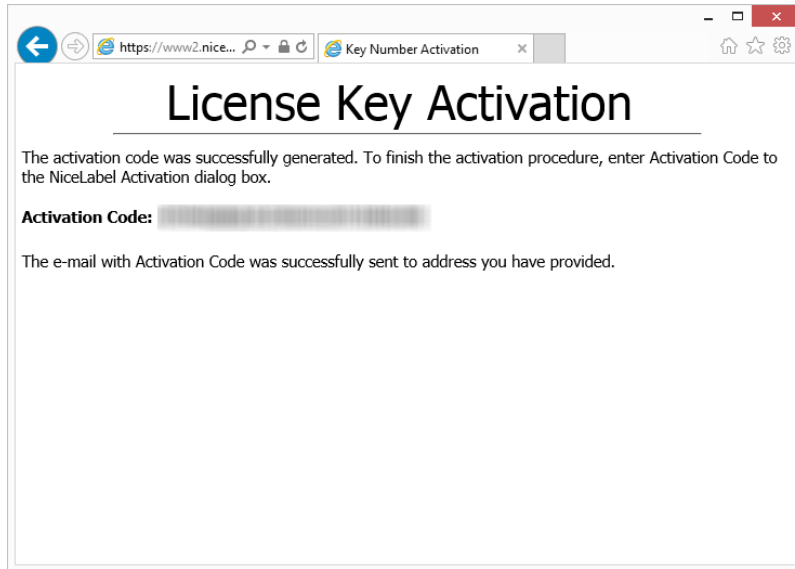 https://www2.nice...
Key Number Activation
License Key Activation
The activation code was successfully generated. To finish the activation procedure, enter Activation Code to
the NiceLabel Activation dialog box.
Activation Code:
The e-mail with Activation Code was successfully sent to address you have provided.